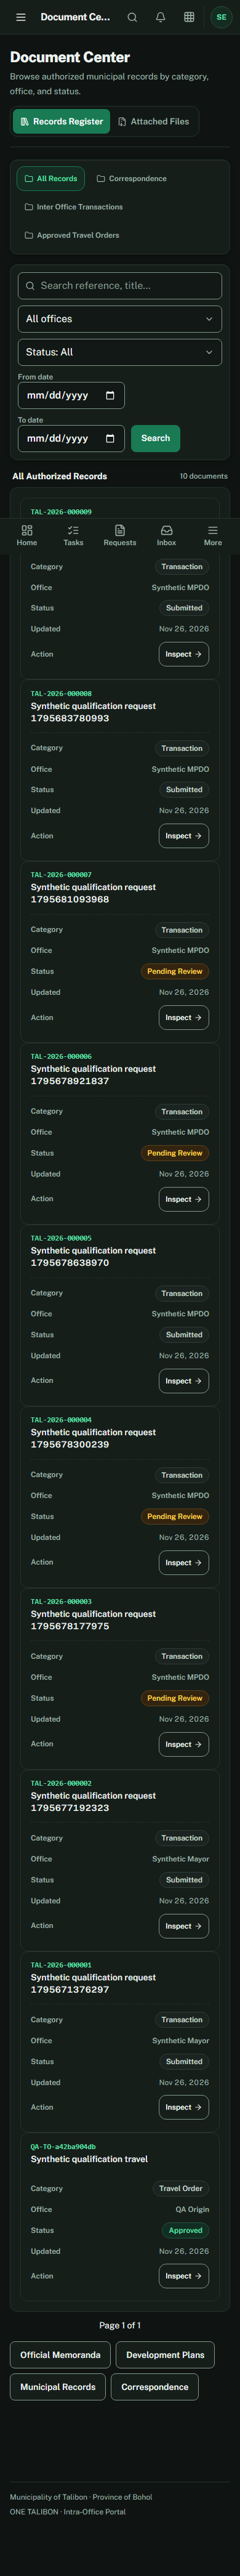 Document Ce...
SE
Document Center
Browse authorized municipal records by category,
office, and status.
Records Register
Attached Files
All Records
Correspondence
Inter Office Transactions
Approved Travel Orders
Search reference, title...
All offices
Status: All
From date
mm/dd/yyyy
To date
mm/dd/yyyy
Search
All Authorized Records
10 documents
TAL-2026-000009
Home
Tasks
Requests
Inbox
More
Category
Transaction
Office
Synthetic MPDO
Status
Submitted
Updated
Nov 26, 2026
Action
Inspect →
TAL-2026-000008
Synthetic qualification request
1795683780993
Category
Transaction
Office
Synthetic MPDO
Status
Submitted
Updated
Nov 26, 2026
Action
Inspect →
TAL-2026-000007
Synthetic qualification request
1795681093968
Category
Transaction
Office
Synthetic MPDO
Status
Pending Review
Updated
Nov 26, 2026
Action
Inspect →
TAL-2026-000006
Synthetic qualification request
1795678921837
Category
Transaction
Office
Synthetic MPDO
Status
Pending Review
Updated
Nov 26, 2026
Action
Inspect →
TAL-2026-000005
Synthetic qualification request
1795678638970
Category
Transaction
Office
Synthetic MPDO
Status
Submitted
Updated
Nov 26, 2026
Action
Inspect →
TAL-2026-000004
Synthetic qualification request
1795678300239
Category
Transaction
Office
Synthetic MPDO
Status
Pending Review
Updated
Nov 26, 2026
Action
Inspect →
TAL-2026-000003
Synthetic qualification request
1795678177975
Category
Transaction
Office
Synthetic MPDO
Status
Pending Review
Updated
Nov 26, 2026
Action
Inspect →
TAL-2026-000002
Synthetic qualification request
1795677192323
Category
Transaction
Office
Synthetic Mayor
Status
Submitted
Updated
Nov 26, 2026
Action
Inspect →
TAL-2026-000001
Synthetic qualification request
1795671376297
Category
Transaction
Office
Synthetic Mayor
Status
Submitted
Updated
Nov 26, 2026
Action
Inspect →
QA-TO-a42ba904db
Synthetic qualification travel
Category
Travel Order
Office
QA Origin
Status
Approved
Updated
Nov 26, 2026
Action
Inspect →
Page 1 of 1
Official Memoranda
Development Plans
Municipal Records
Correspondence
Municipality of Talibon · Province of Bohol
ONE TALIBON · Intra-Office Portal